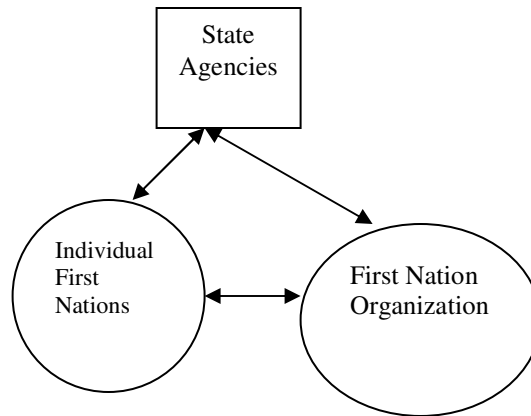 State
Agencies
Individual
First
Nations
First Nation
Organization